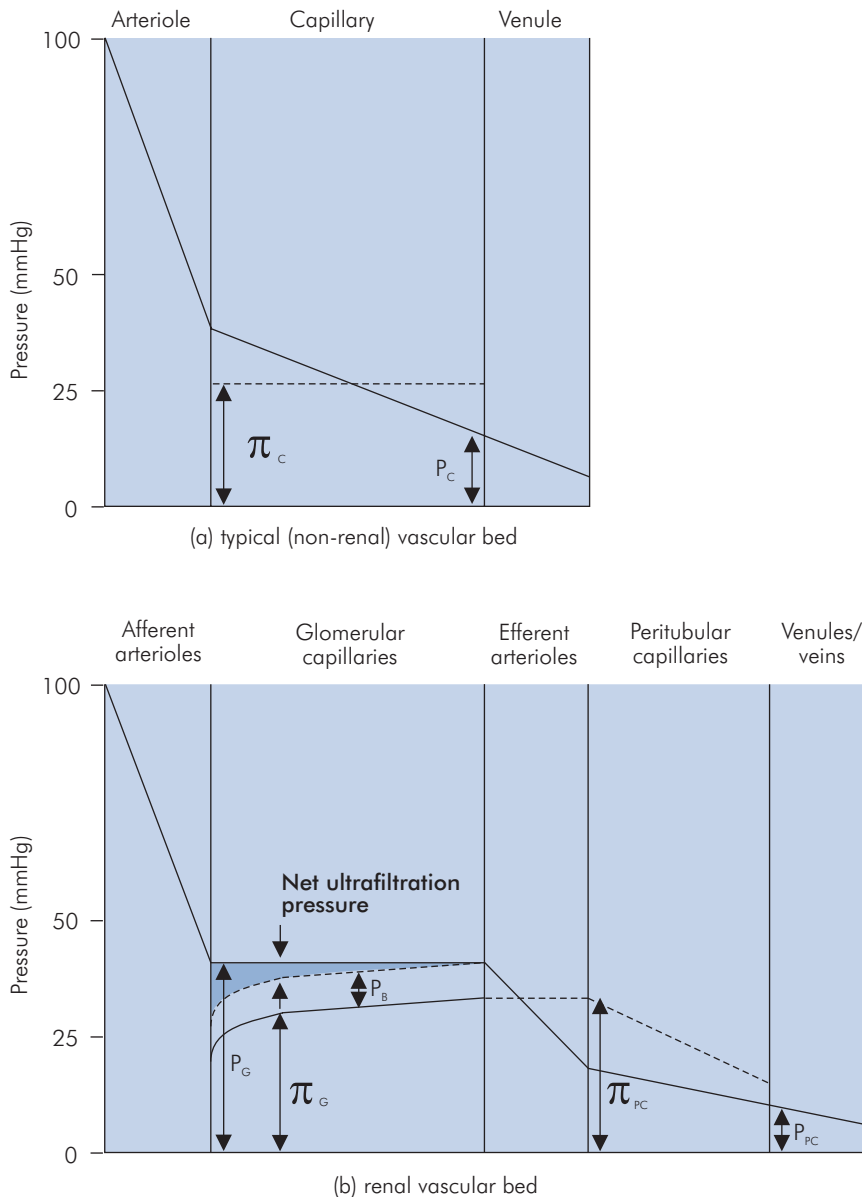 Arteriole Capillary Venule
100
50
25
0
Pressure (mmHg)
π C
P C
(a) typical (non-renal) vascular bed
Afferent arterioles
Glomerular capillaries
Efferent arterioles
Peritubular capillaries
Venules/ veins
100
50
25
0
Pressure (mmHg)
Net ultrafiltration
pressure
P B
P G
π G
π PC
P PC
(b) renal vascular bed